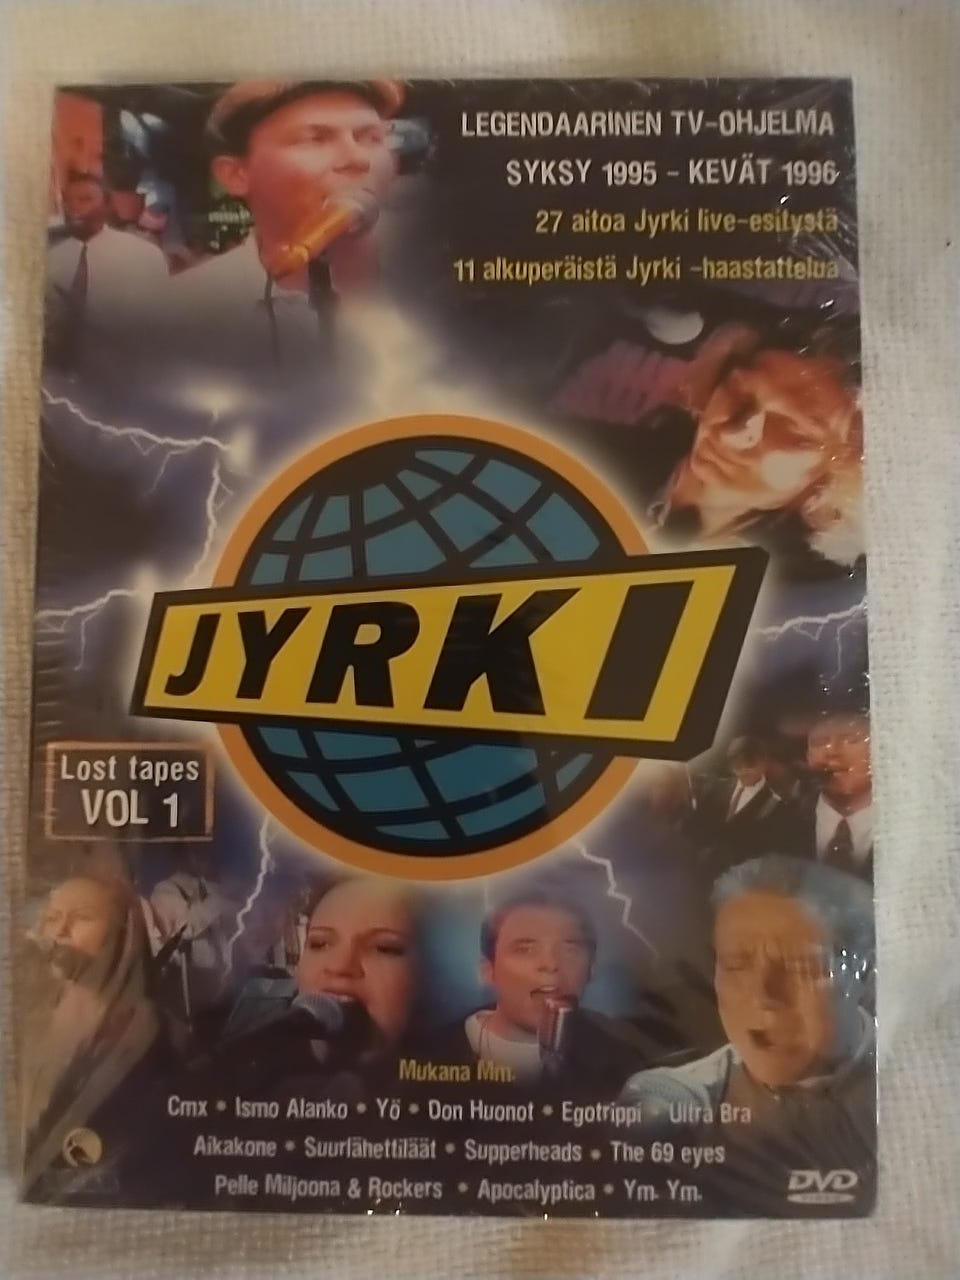 LEGENDAARINEN TV-OHJELMA
SYKSY 1995 - KEVÄT 1996
27 aitoa Jyrki live-esitystä
11 alkuperäistä Jyrki -haastattelua
JYRKI
Lost tapes
VOL 1
Mukana Mm.
Cmx • Ismo Alanko • Yö • Don Huonot • Egotrippi • Ultra Bra
Aikakone • Suurlähettiläät • Supperheads • The 69 eyes
Pelle Miljoona & Rockers • Apocalyptica • Ym. Ym.
DVD